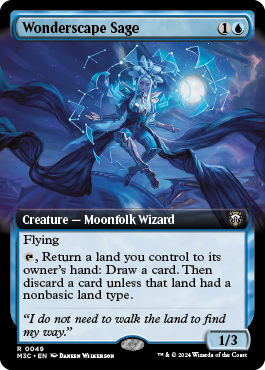 Wonderscape Sage 1
Creature — Moonfolk Wizard
Flying
, Return a land you control to its
owner's hand: Draw a card. Then
discard a card unless that land had a
nonbasic land type.
“I do not need to walk the land to find
my way.”
1/3
R 0049
M3C • EN Daneen Wilkerson
™ & © 2024 Wizards of the Coast